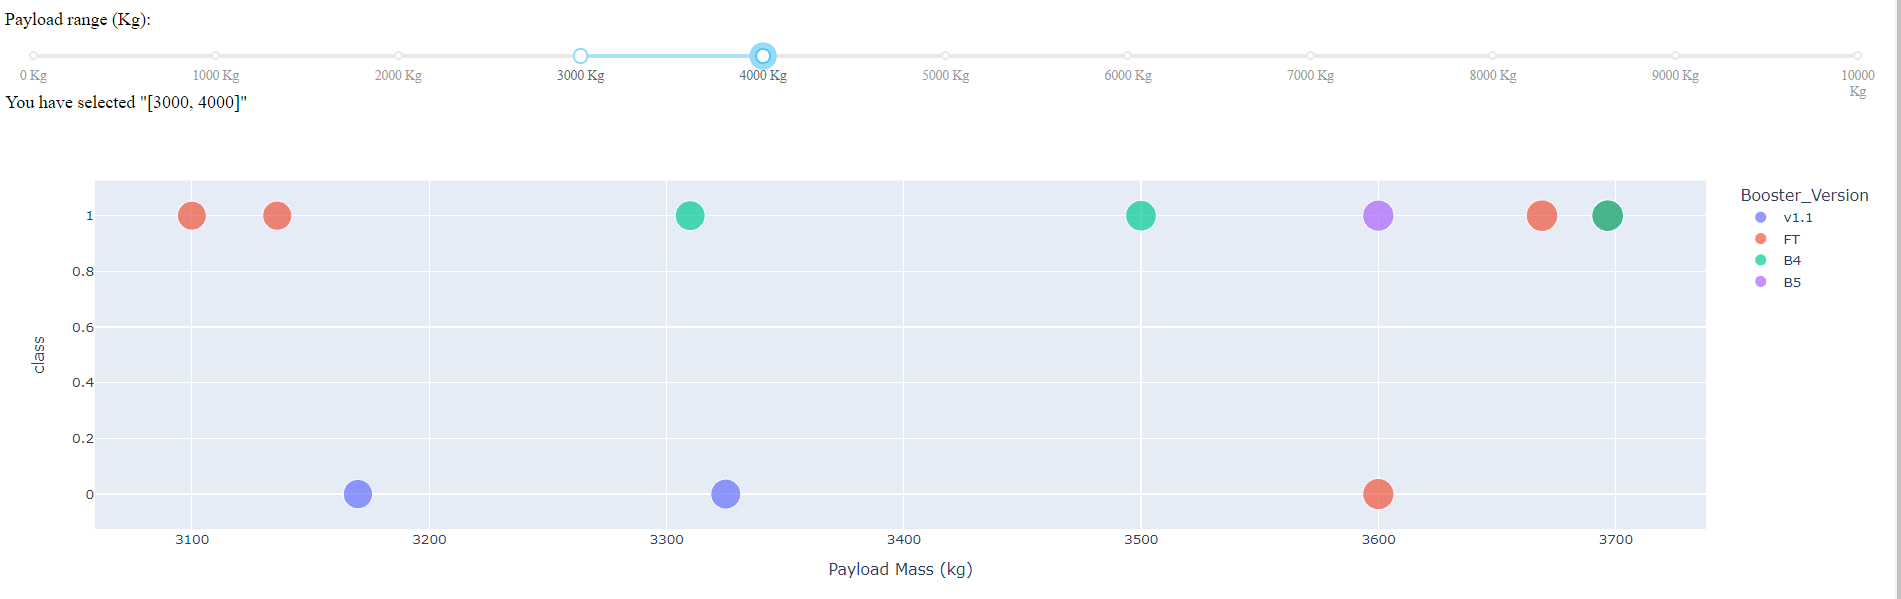 Payload range (Kg):
0 Kg 1000 Kg 2000 Kg 3000 Kg 4000 Kg 5000 Kg 6000 Kg 7000 Kg 8000 Kg 9000 Kg 10000 Kg
You have selected "[3000, 4000]"
Booster_Version
v1.1
FT
B4
B5
1
0.8
0.6
0.4
0.2
0
class
3100 3200 3300 3400 3500 3600 3700
Payload Mass (kg)